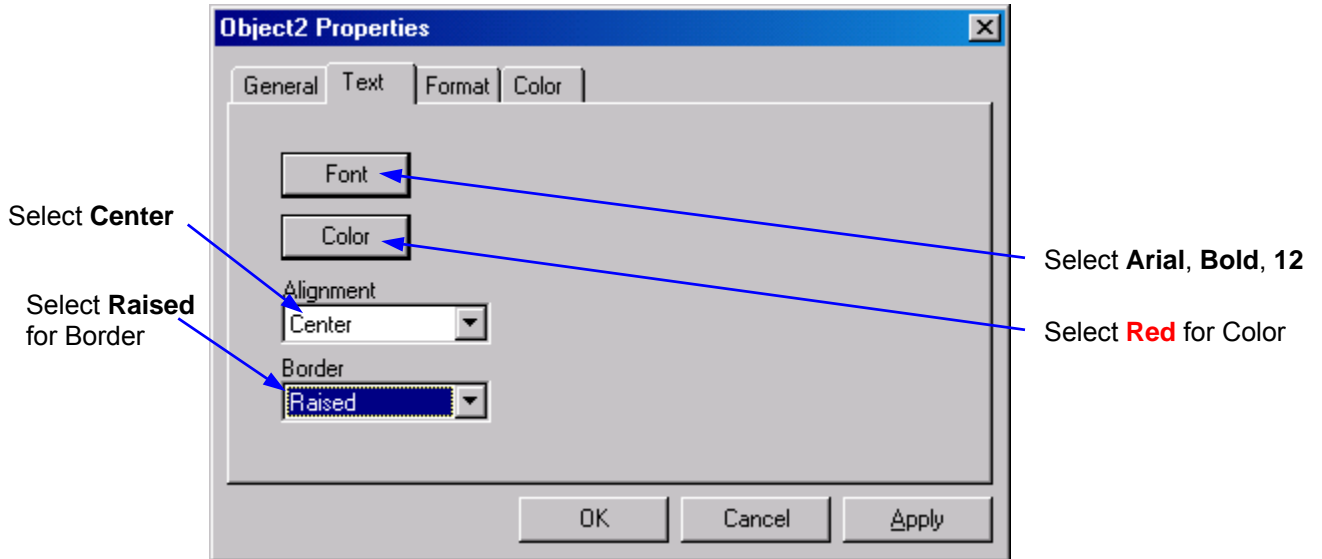 Object2 Properties
General Text Format Color
Font
Color
Select Center
Select Arial, Bold, 12
Alignment
Select Raised
for Border
Center
Select Red for Color
Border
Raised
OK Cancel Apply